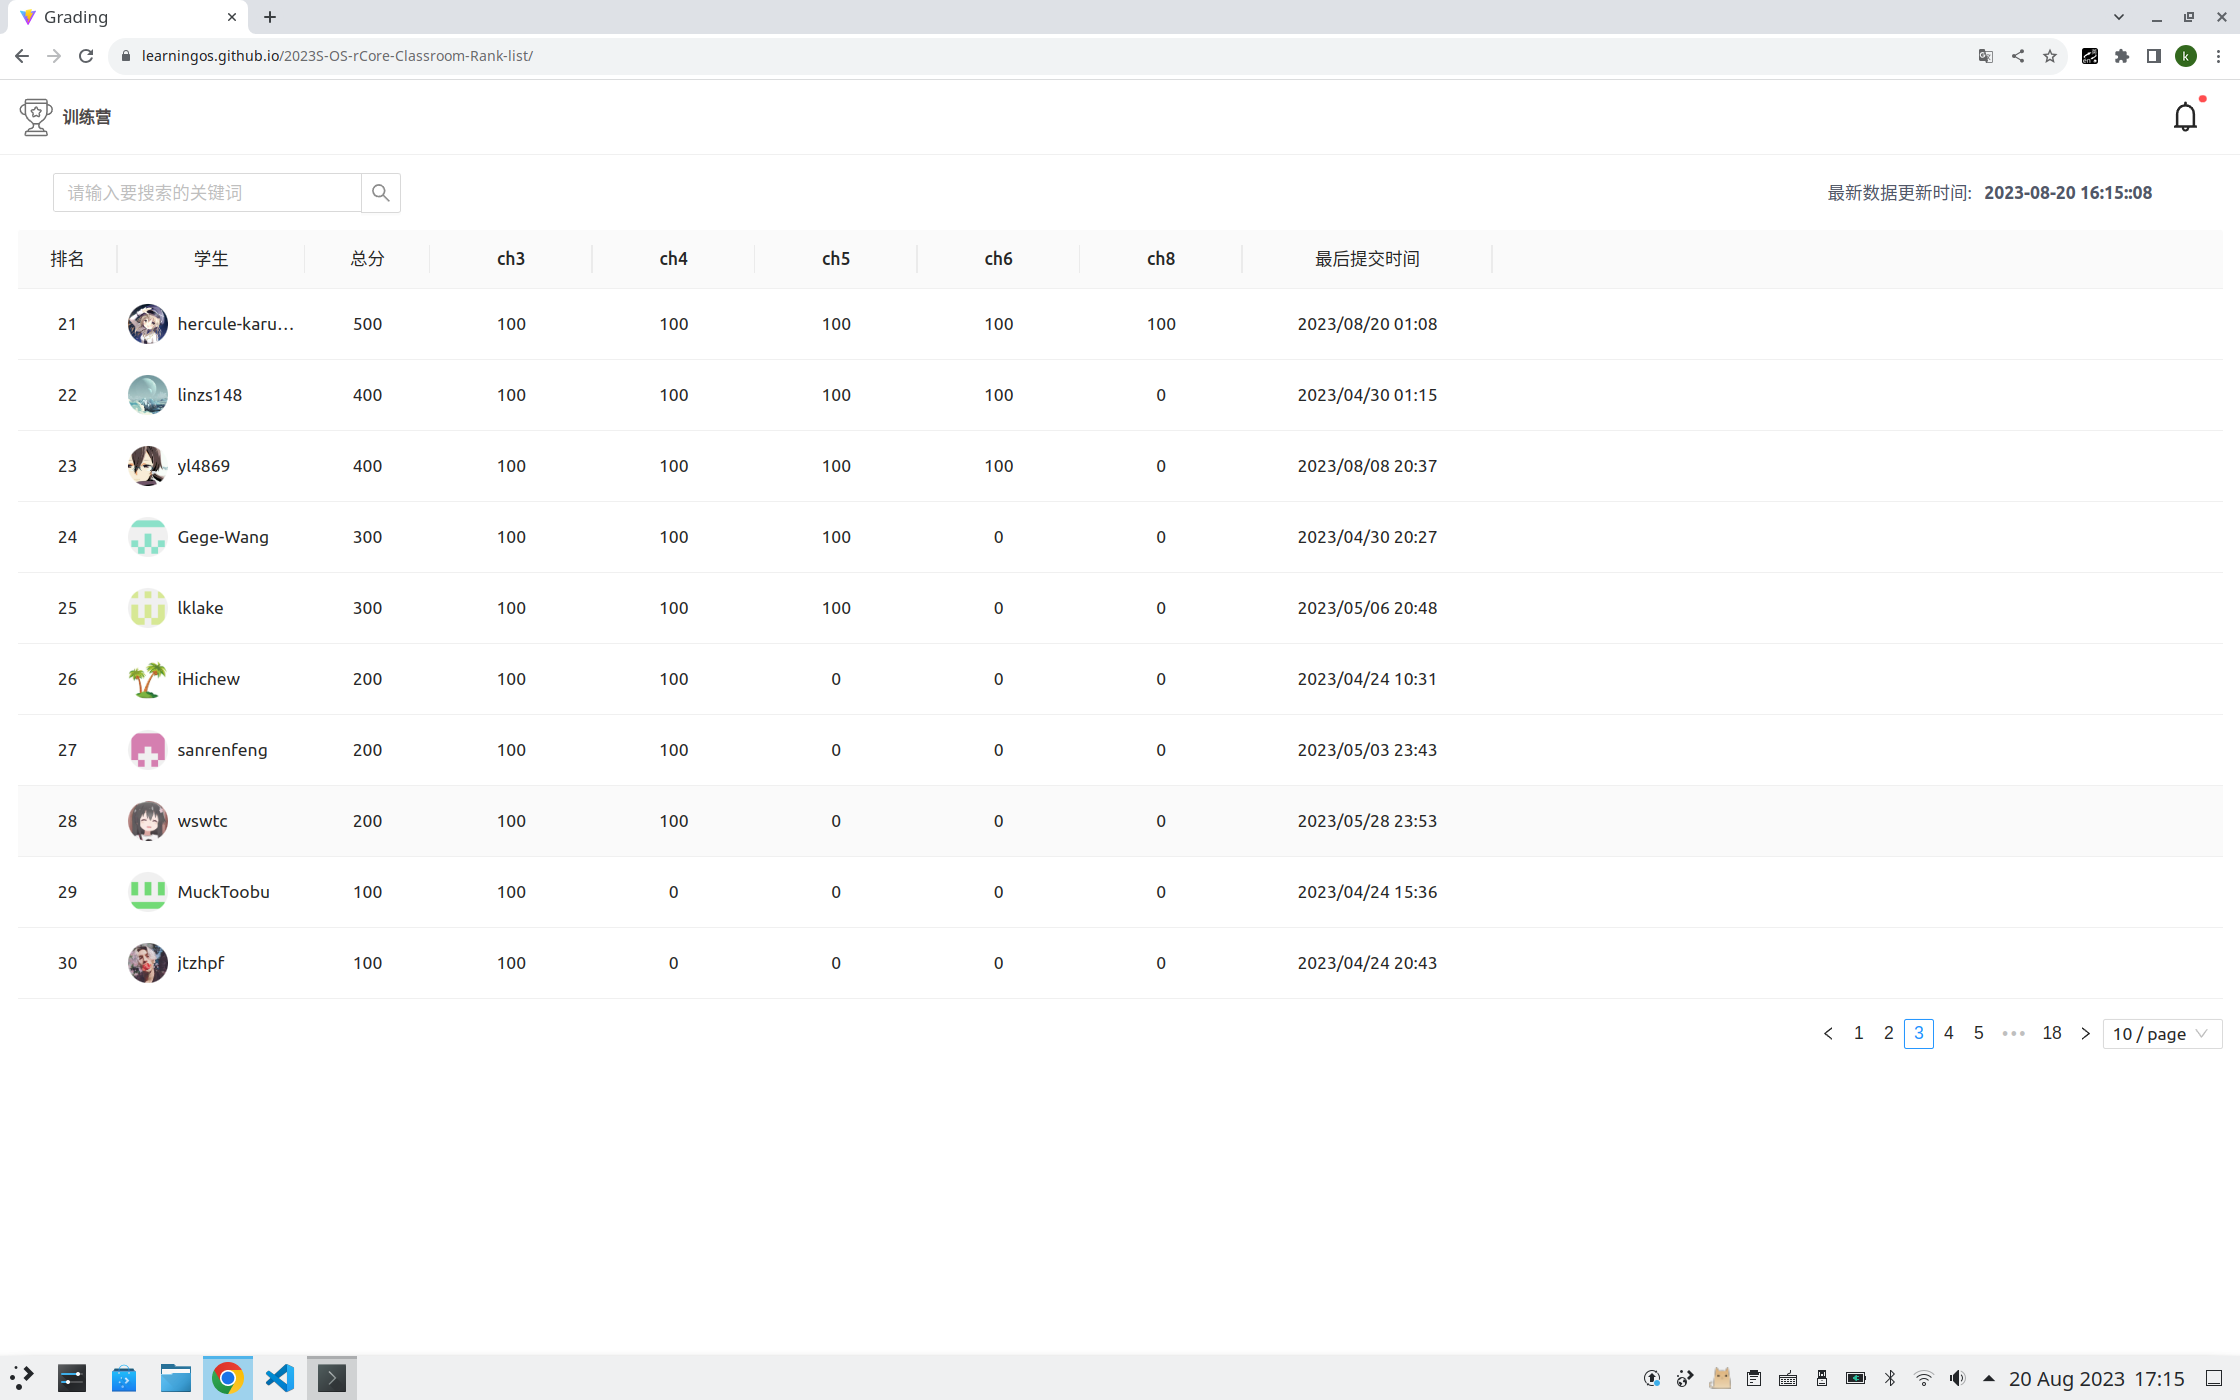 Grading
learningos.github.io/2023S-OS-rCore-Classroom-Rank-list/
k
训练营
请输入要搜索的关键词
最新数据更新时间: 2023-08-20 16:15::08
排名 学生 总分 ch3 ch4 ch5 ch6 ch8 最后提交时间
21 hercule-karu... 500 100 100 100 100 100 2023/08/20 01:08
22 linzs148 400 100 100 100 100 0 2023/04/30 01:15
23 yl4869 400 100 100 100 100 0 2023/08/08 20:37
24 Gege-Wang 300 100 100 100 0 0 2023/04/30 20:27
25 lklake 300 100 100 100 0 0 2023/05/06 20:48
26 iHichew 200 100 100 0 0 0 2023/04/24 10:31
27 sanrenfeng 200 100 100 0 0 0 2023/05/03 23:43
28 wswtc 200 100 100 0 0 0 2023/05/28 23:53
29 MuckToobu 100 100 0 0 0 0 2023/04/24 15:36
30 jtzhpf 100 100 0 0 0 0 2023/04/24 20:43
1 2 3 4 5 ••• 18 10 / page
20 Aug 2023 17:15